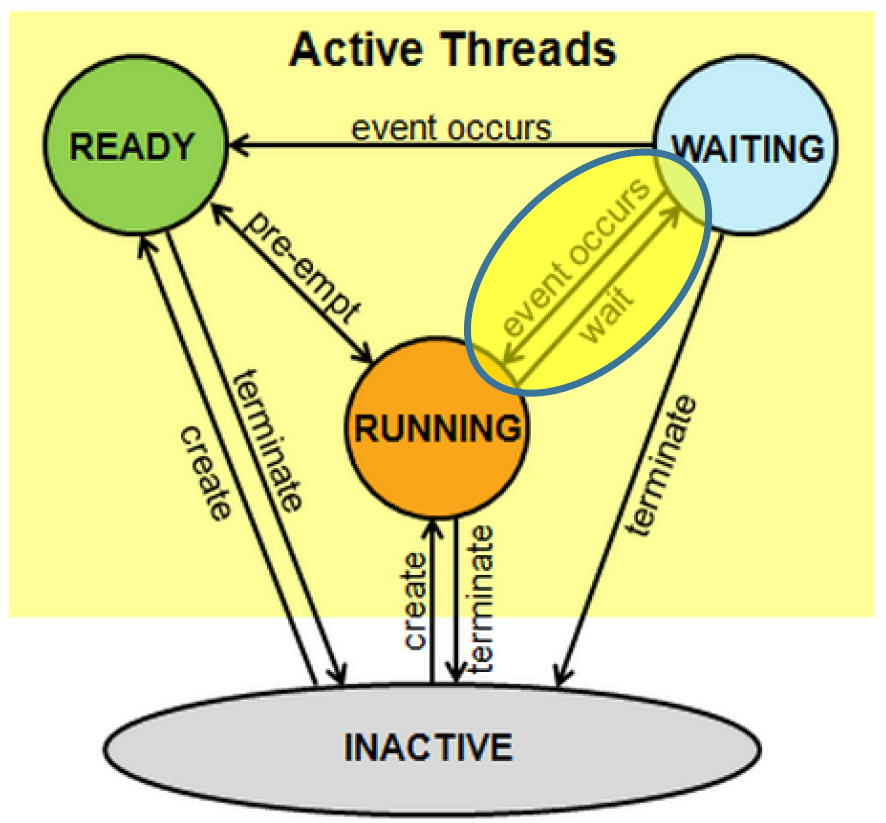 Active Threads
READY
event occurs
WAITING
pre-empt
event occurs
wait
RUNNING
create
terminate
create
terminate
terminate
INACTIVE